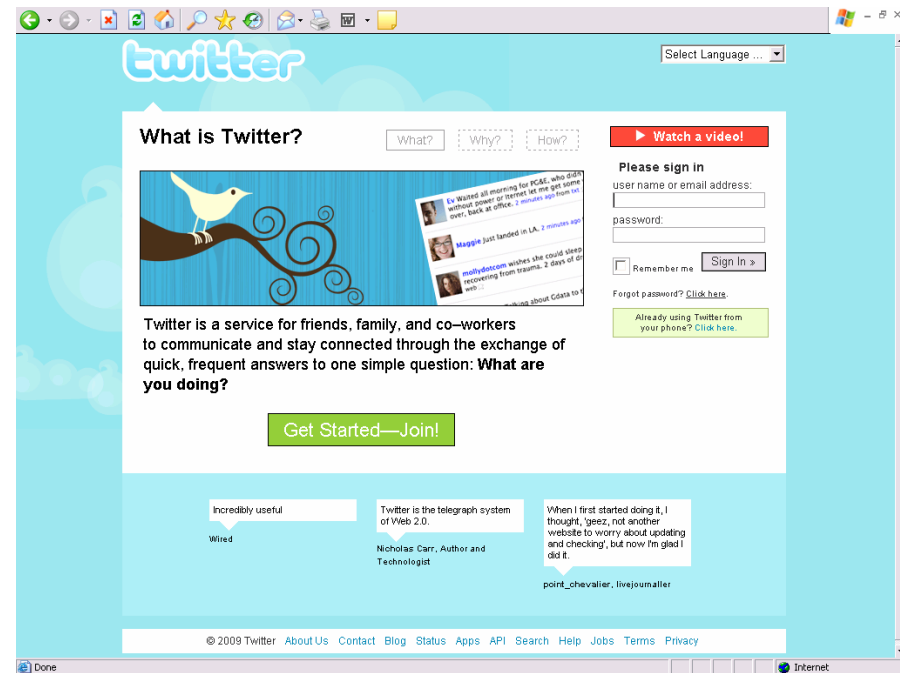 twitter
Select Language ...
What is Twitter?
What?
Why?
How?
Watch a video!
Please sign in
user name or email address:
password:
Remember me
Sign In »
Forgot password? Click here.
Already using Twitter from
your phone? Click here.
Ev Waited all morning for PG&E, who didn
without power or iternet let me get some
over, back at office. 2 minutes ago from txt
Maggie Just landed in LA. 2 minutes ago
mollydotcom wishes she could sleep
recovering from trauma. 2 days of dr
web
alking about Gdata to t
Twitter is a service for friends, family, and co–workers
to communicate and stay connected through the exchange of
quick, frequent answers to one simple question: What are
you doing?
Get Started—Join!
Incredibly useful
Wired
Twitter is the telegraph system
of Web 2.0.
Nicholas Carr, Author and
Technologist
When I first started doing it, I
thought, 'geez, not another
website to worry about updating
and checking', but now I'm glad I
did it.
point_chevalier, livejournaller
© 2009 Twitter About Us Contact Blog Status Apps API Search Help Jobs Terms Privacy
Done
Internet